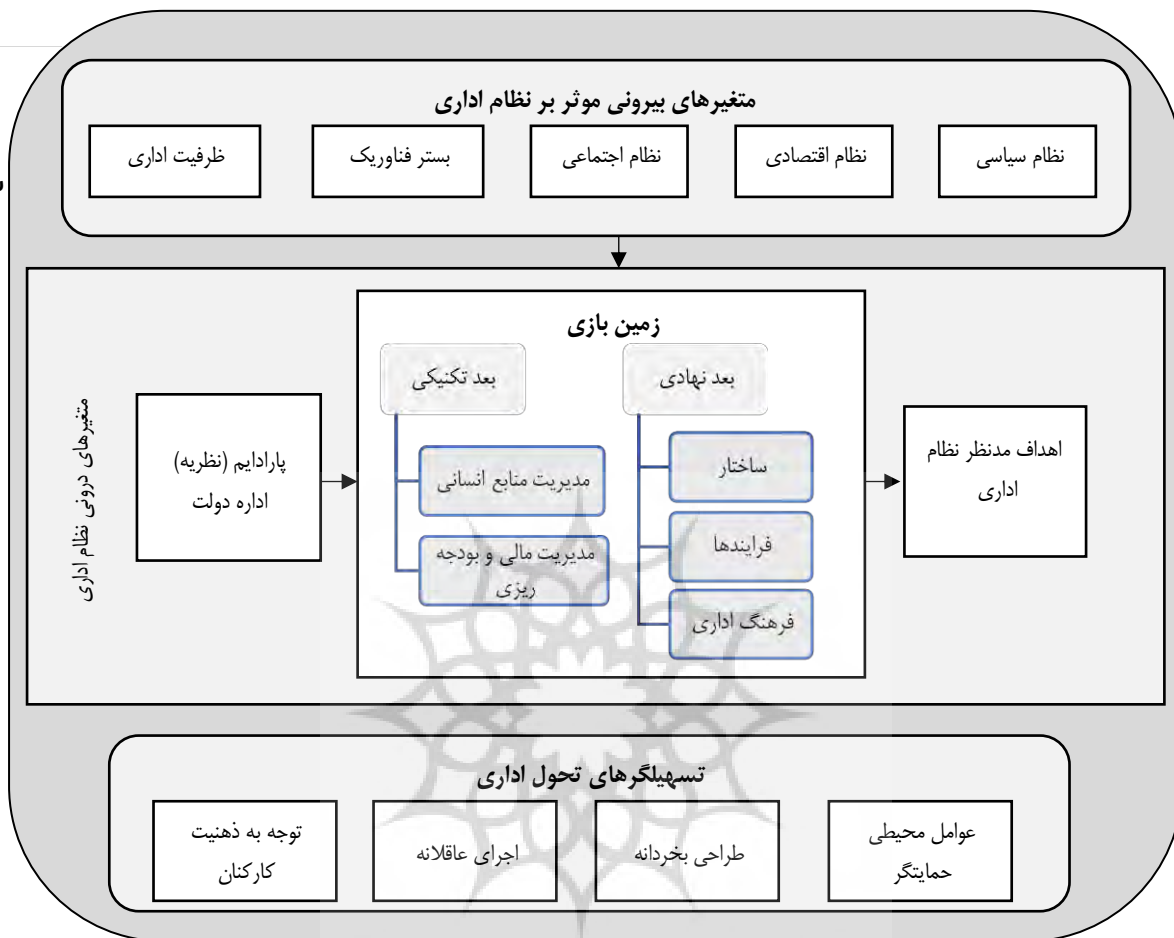 متغیرهای بیرونی موثر بر نظام اداری
نظام سیاسی
نظام اقتصادی
نظام اجتماعی
بستر فناوریک
ظرفیت اداری
متغیرهای درونی نظام اداری
زمین بازی
بعد نهادی
ساختار
فرایندها
فرهنگ اداری
بعد تکنیکی
مدیریت منابع انسانی
مدیریت مالی و بودجه
ریزی
اهداف مدنظر نظام
اداری
پارادایم (نظریه)
اداره دولت
تسهیلگرهای تحول اداری
عوامل محیطی
حمایتگر
طراحی بخردانه
اجرای عاقلانه
توجه به ذهنیت
کارکنان